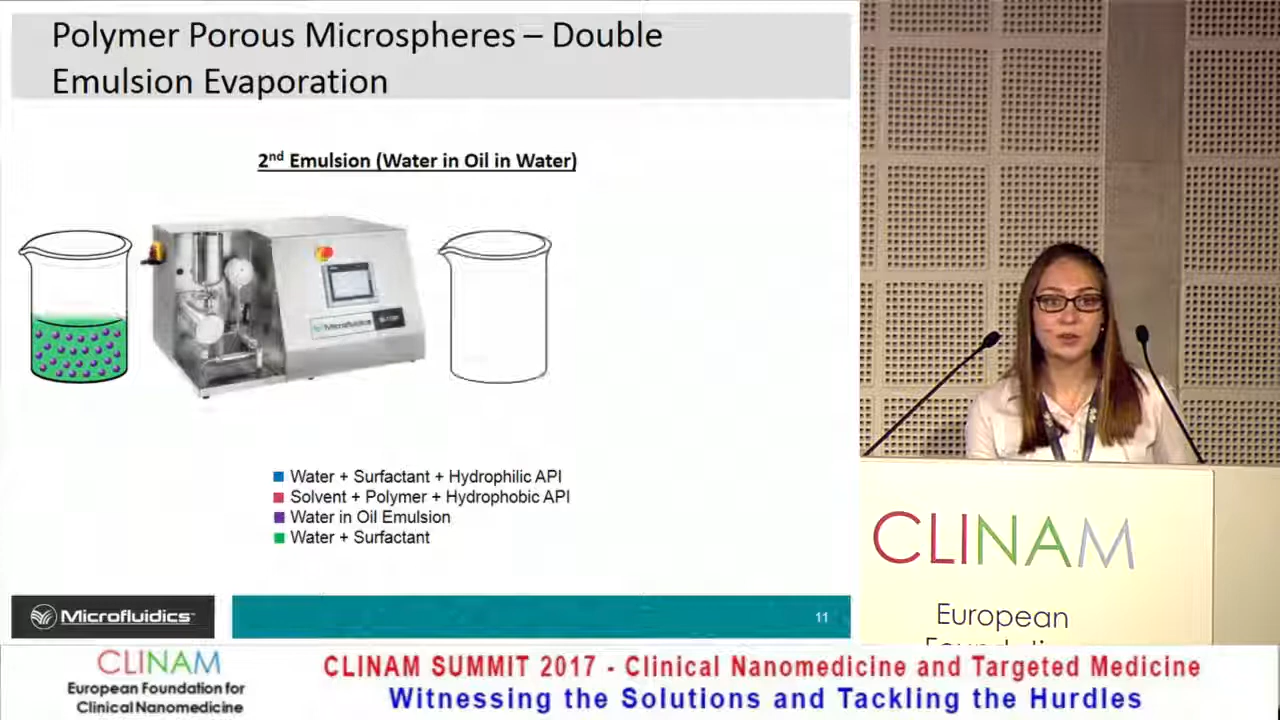 Polymer Porous Microspheres – Double
Emulsion Evaporation
2nd Emulsion (Water in Oil in Water)
Microfluidics
Water + Surfactant + Hydrophilic API
Solvent + Polymer + Hydrophobic API
Water in Oil Emulsion
Water + Surfactant
Microfluidics
11
CLINAM
European
CLINAM
European Foundation for
Clinical Nanomedicine
CLINAM SUMMIT 2017 - Clinical Nanomedicine and Targeted Medicine
Witnessing the Solutions and Tackling the Hurdles